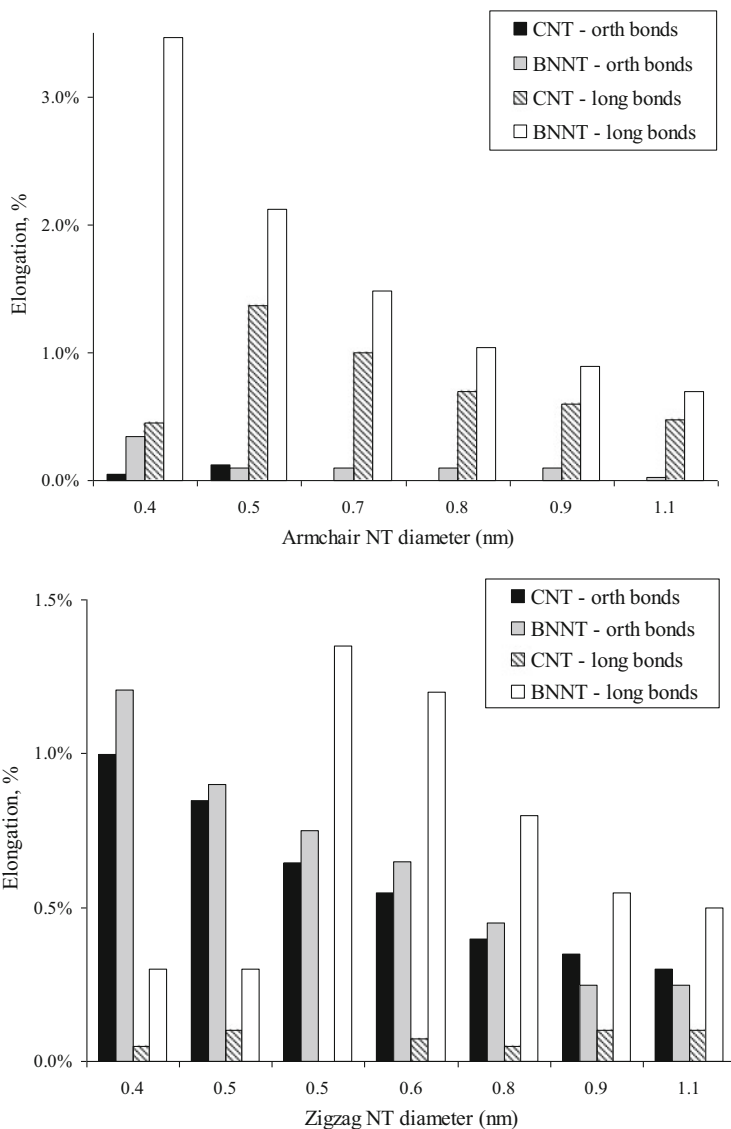 CNT - orth bonds
BNNT - orth bonds
CNT - long bonds
BNNT - long bonds
3.0%
2.0%
1.0%
0.0%
Elongation, %
0.4 0.5 0.7 0.8 0.9 1.1
Armchair NT diameter (nm)
CNT - orth bonds
BNNT - orth bonds
CNT - long bonds
BNNT - long bonds
1.5%
1.0%
0.5%
0.0%
Elongation, %
0.4 0.5 0.5 0.6 0.8 0.9 1.1
Zigzag NT diameter (nm)